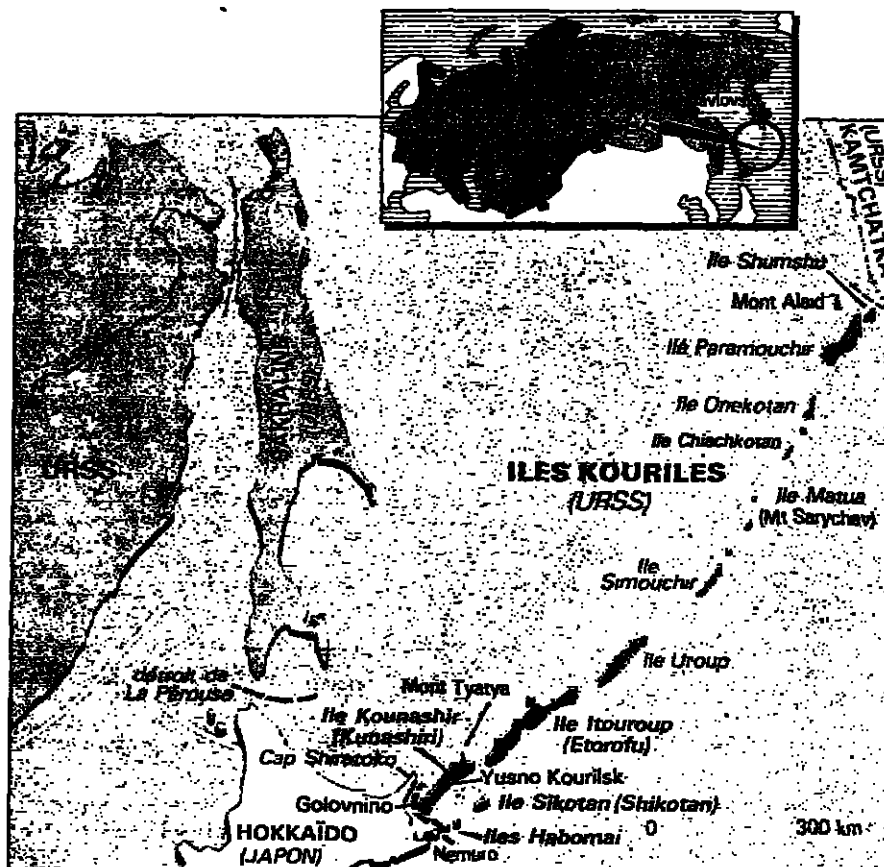 (URSS)
KAMTCHATKA
Ile Shumshu
Mont Alaid
Ile Paramouchir
Ile Onekotan
Ile Chiachkotan
SAKHALINE
URSS
ILES KOURILES
(URSS)
Ile Matua
(Mt Sarychev)
Ile
Simouchir
Ile Uroup
détroit de
La Pérouse
Mont Tyatya
Ile Kounashir
(Kunashiri)
Ile Itouroup
(Etorofu)
Cap Shiretoko
Yusno Kourilsk
Golovnino
Ile Sikotan (Shikotan)
HOKKAÏDO
(JAPON)
Iles Habomai
Nemuro
0 300 km